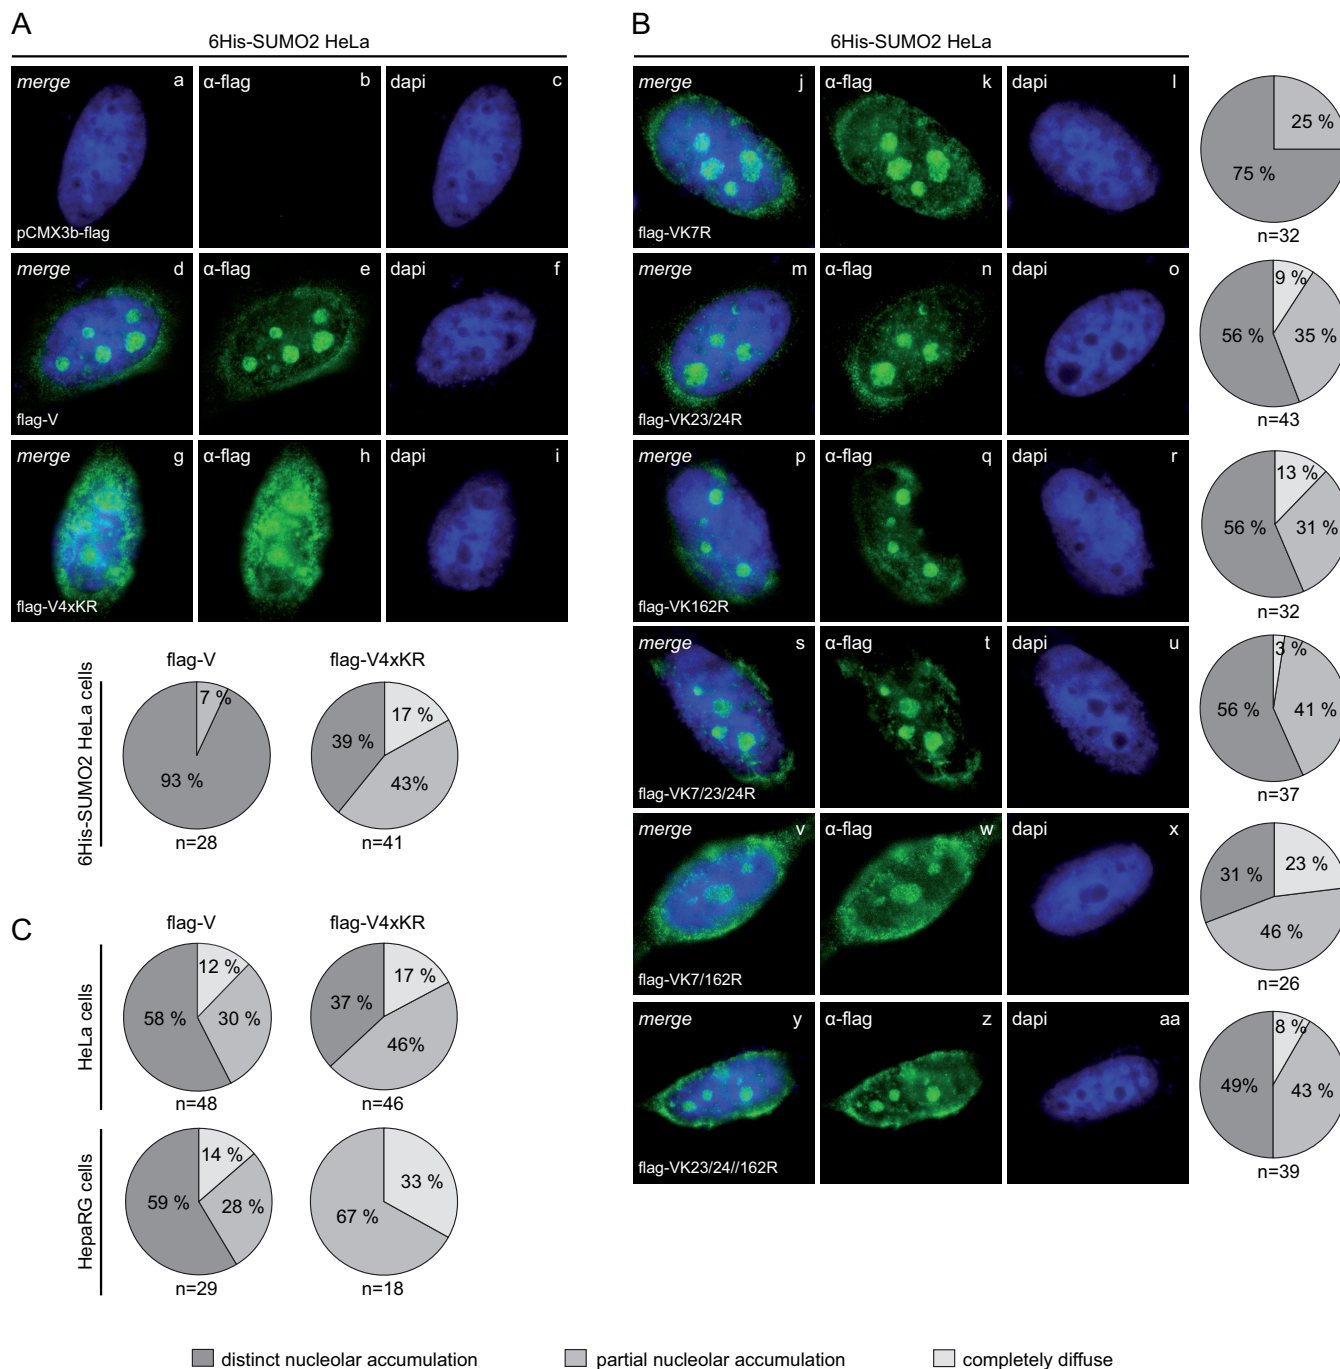 A
6His-SUMO2 HeLa
merge a α-flag b dapi c
pCMX3b-flag
merge d α-flag e dapi f
flag-V
merge g α-flag h dapi i
flag-V4xKR
6His-SUMO2 HeLa cells
flag-V flag-V4xKR
7 %
93 %
n=28
17 %
39 %
43%
n=41
B
6His-SUMO2 HeLa
merge j α-flag k dapi l
flag-VK7R
25 %
75 %
n=32
merge m α-flag n dapi o
flag-VK23/24R
9 %
56 % 35 %
n=43
merge p α-flag q dapi r
flag-VK162R
13 %
56 % 31 %
n=32
merge s α-flag t dapi u
flag-VK7/23/24R
3 %
56 % 41 %
n=37
merge v α-flag w dapi x
flag-VK7/162R
31 % 23 %
46 %
n=26
merge y α-flag z dapi aa
flag-VK23/24//162R
8 %
49% 43 %
n=39
C
flag-V flag-V4xKR
HeLa cells
12 %
58 % 30 %
n=48
17 %
37 %
46%
n=46
HepaRG cells
14 %
59 % 28 %
n=29
33 %
67 %
n=18
distinct nucleolar accumulation partial nucleolar accumulation completely diffuse